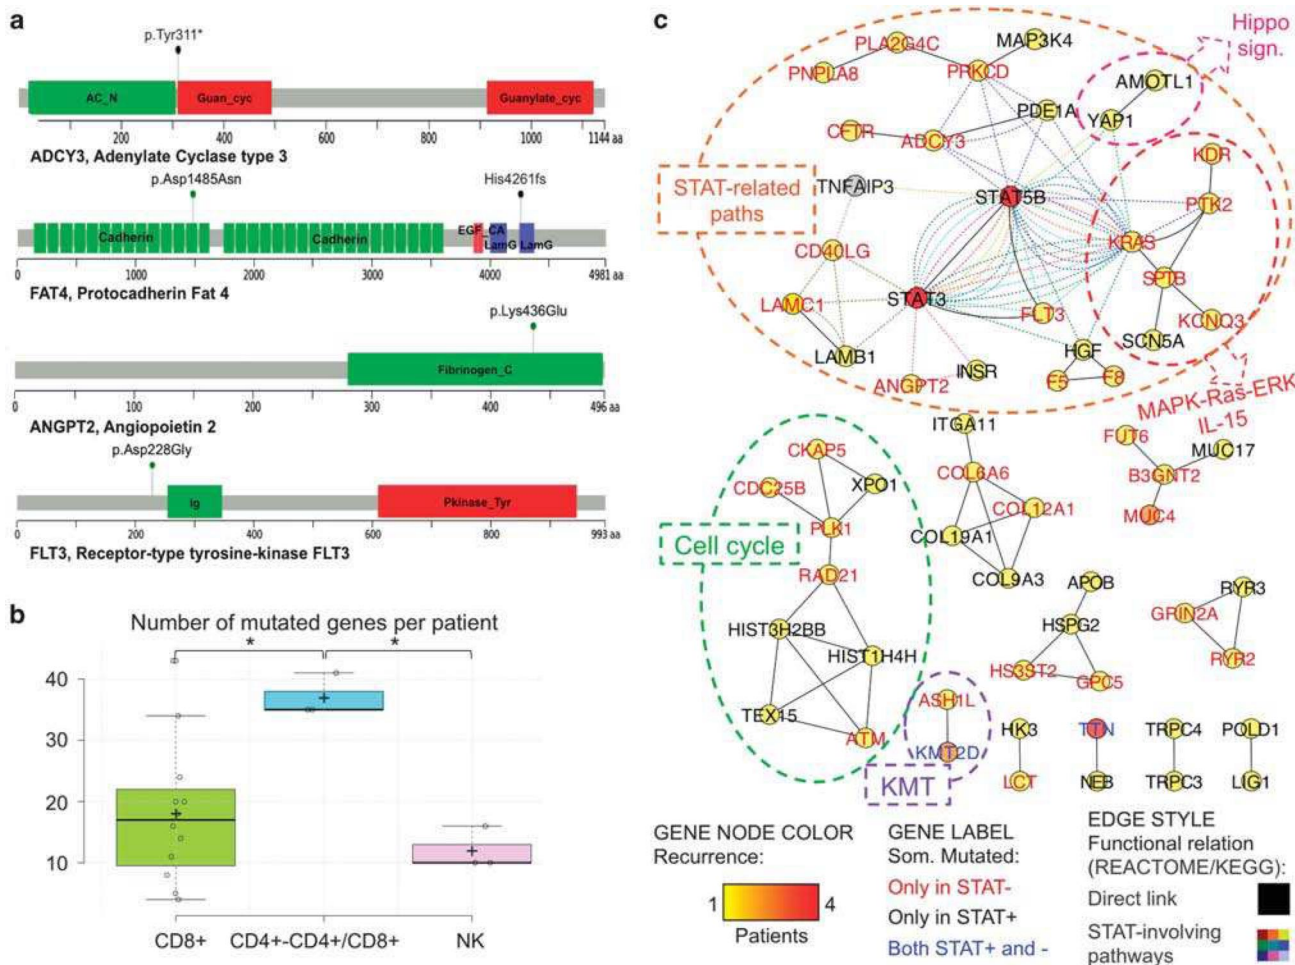 a
p.Tyr311*
AC_N
Guan_cyc
Guanylate_cyc
200
400
600
800
1000
1144 aa
ADCY3, Adenylate Cyclase type 3
p.Asp1485Asn
His4261fs
Cadherin
Cadherin
EGF_CA
LamG LamG
0
1000
2000
3000
4000
4981 aa
FAT4, Protocadherin Fat 4
p.Lys436Glu
Fibrinogen_C
0
100
200
300
400
496 aa
ANGPT2, Angiopoietin 2
p.Asp228Gly
Ig
Pkinase_Tyr
0
200
400
600
800
993 aa
FLT3, Receptor-type tyrosine-kinase FLT3
b
Number of mutated genes per patient
*
*
40
30
20
10
CD8+
CD4+-CD4+/CD8+
NK
c
Hippo
sign.
PLA2G4C
MAP3K4
PNPLA8
PRKCD
AMOTL1
PDE1A
YAP1
CFTR
ADCY3
KDR
STAT-related
paths
TNFAIP3
STAT5B
PTK2
KRAS
CD40LG
SPTB
LAMC1
STAT3
FLT3
KCNQ3
SCN5A
LAMB1
HGF
INSR
ANGPT2
F5
F8
MAPK-Ras-ERK
IL-15
ITGA11
FUT6
MUC17
CKAP5
COL6A6
B3GNT2
CDC25B
XPO1
COL12A1
MUC4
PLK1
COL19A1
Cell cycle
RAD21
COL9A3
APOB
RYR3
GRIN2A
HIST3H2BB
HSPG2
HIST1H4H
RYR2
HS3ST2
GPC5
ASH1L
TEX15
ATM
KMT2D
HK3
TTN
TRPC4
POLD1
KMT
LCT
NEB
TRPC3
LIG1
GENE NODE COLOR
Recurrence:
1
4
Patients
GENE LABEL
Som. Mutated:
Only in STAT-
Only in STAT+
Both STAT+ and -
EDGE STYLE
Functional relation
(REACTOME/KEGG):
Direct link
STAT-involving
pathways